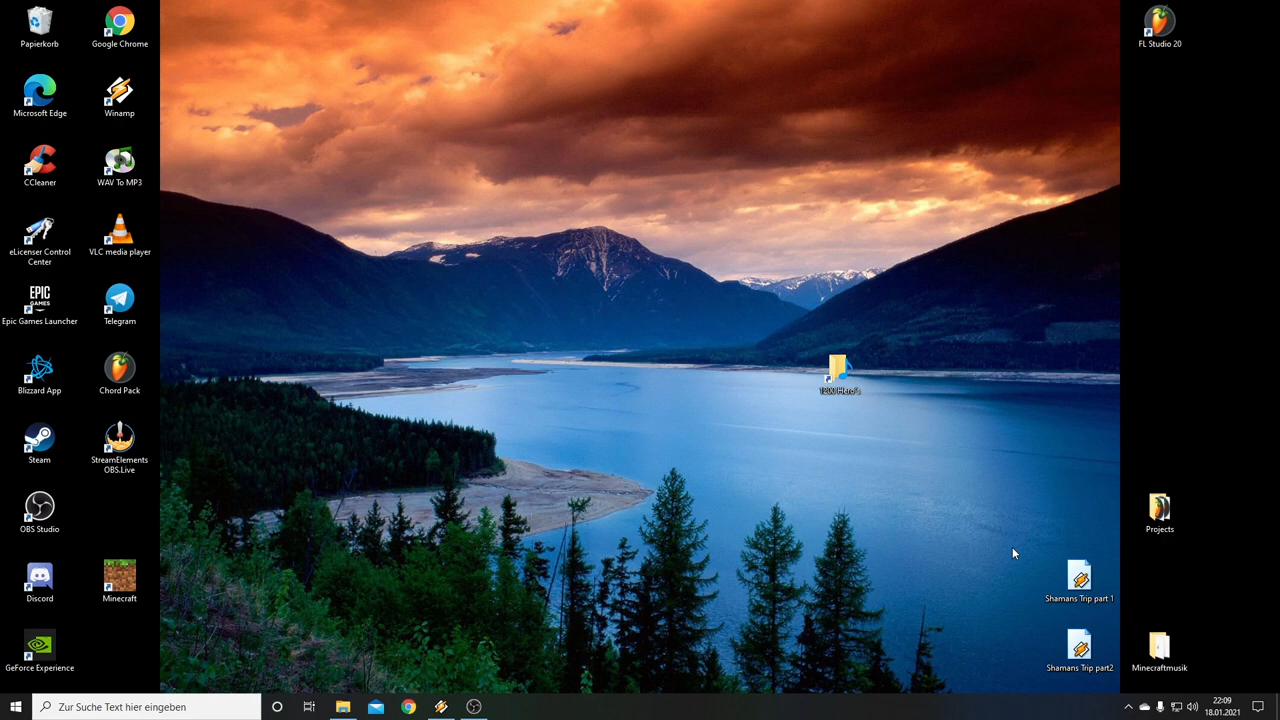 Papierkorb
Google Chrome
FL Studio 20
Microsoft Edge
Winamp
CCleaner
WAV To MP3
eLicenser Control
Center
VLC media player
EPIC
GAMES
Epic Games Launcher
Telegram
Blizzard App
Chord Pack
1200 Hero's
Steam
StreamElements
OBS.Live
OBS Studio
Projects
Discord
Minecraft
Shamans Trip part 1
GeForce Experience
Shamans Trip part2
Minecraftmusik
Zur Suche Text hier eingeben
22:09
18.01.2021